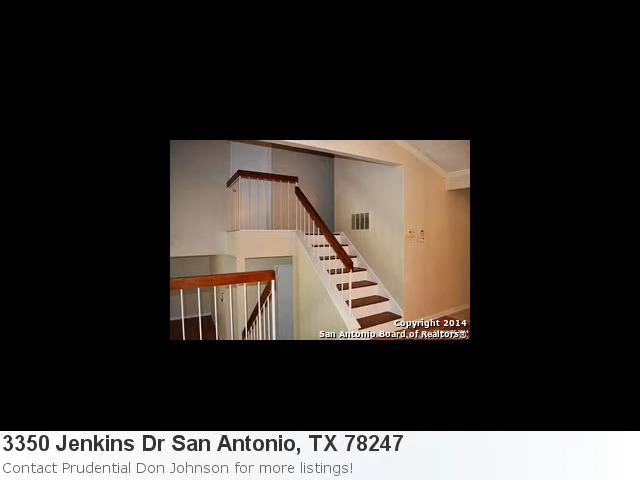 Copyright 2014
San Antonio Board of Realtors®
3350 Jenkins Dr San Antonio, TX 78247
Contact Prudential Don Johnson for more listings!